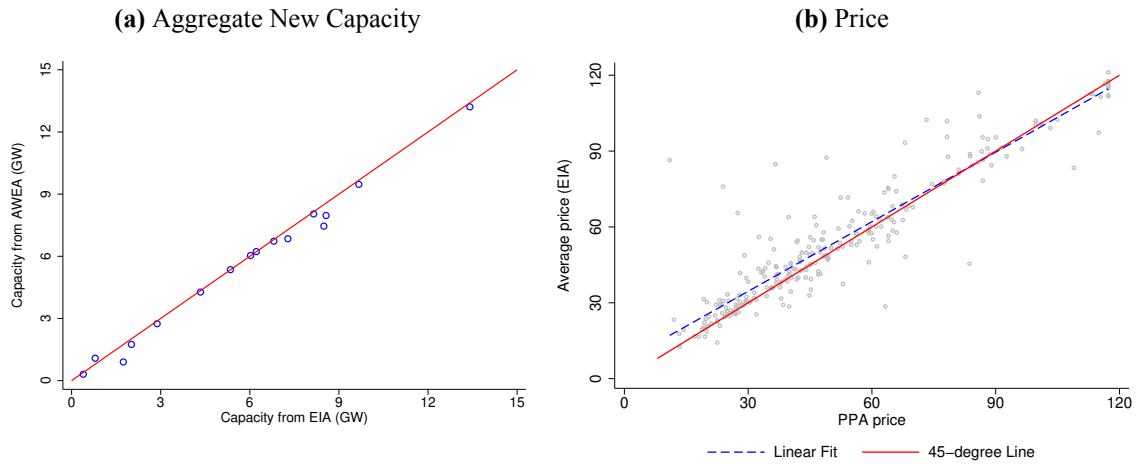 (a) Aggregate New Capacity
15
12
9
6
3
0
Capacity from AWEA (GW)
0 3 6 9 12 15
Capacity from EIA (GW)
(b) Price
120
90
60
30
0
Average price (EIA)
0 30 60 90 120
PPA price
Linear Fit 45−degree Line